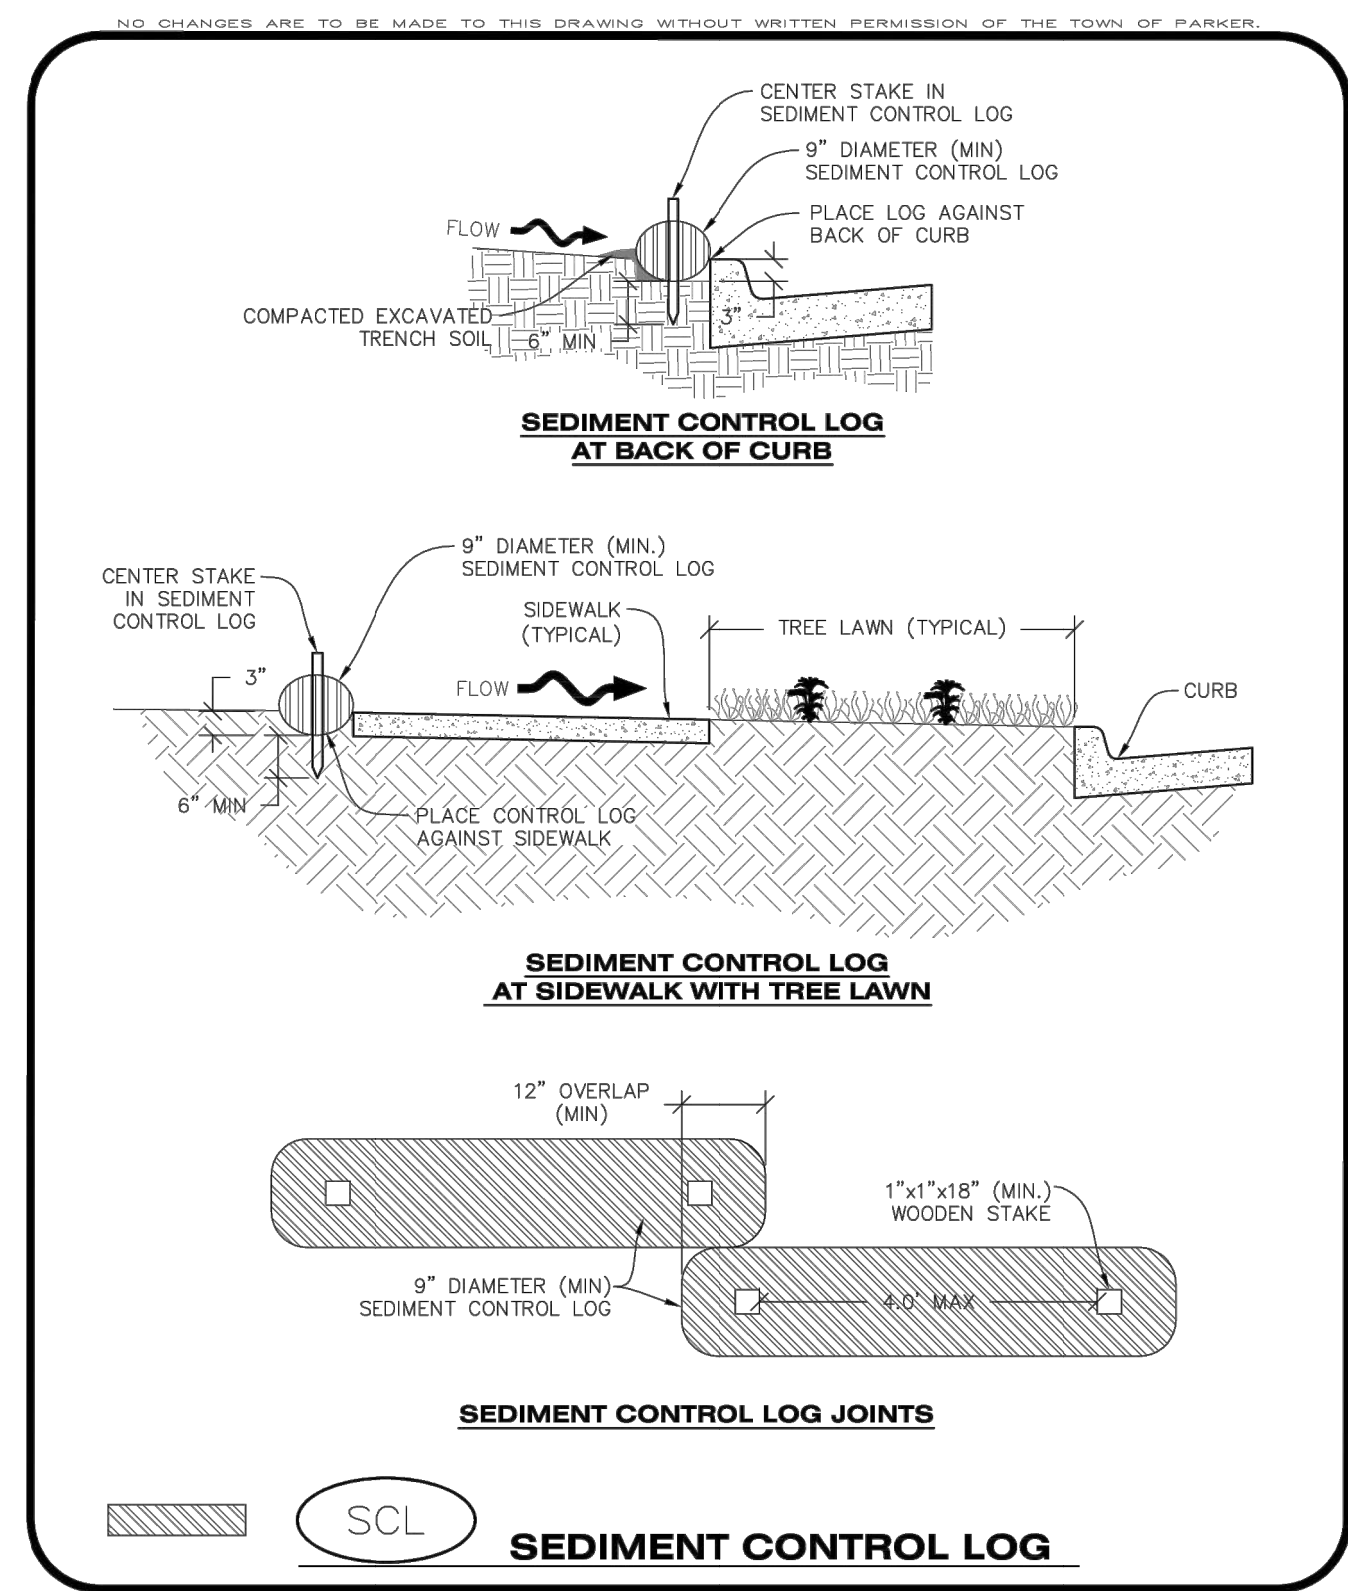 NO CHANGES ARE TO BE MADE TO THIS DRAWING WITHOUT WRITTEN PERMISSION OF THE TOWN OF PARKER.
CENTER STAKE IN
SEDIMENT CONTROL LOG
9" DIAMETER (MIN)
SEDIMENT CONTROL LOG
PLACE LOG AGAINST
BACK OF CURB
FLOW
COMPACTED EXCAVATED
TRENCH SOIL
6" MIN
3"
SEDIMENT CONTROL LOG
AT BACK OF CURB
9" DIAMETER (MIN.)
SEDIMENT CONTROL LOG
CENTER STAKE
IN SEDIMENT
CONTROL LOG
SIDEWALK
(TYPICAL)
TREE LAWN (TYPICAL)
3"
FLOW
CURB
6" MIN
PLACE CONTROL LOG
AGAINST SIDEWALK
SEDIMENT CONTROL LOG
AT SIDEWALK WITH TREE LAWN
12" OVERLAP
(MIN)
1"x1"x18" (MIN.)
WOODEN STAKE
9" DIAMETER (MIN)
SEDIMENT CONTROL LOG
4.0' MAX
SEDIMENT CONTROL LOG JOINTS
SCL
SEDIMENT CONTROL LOG